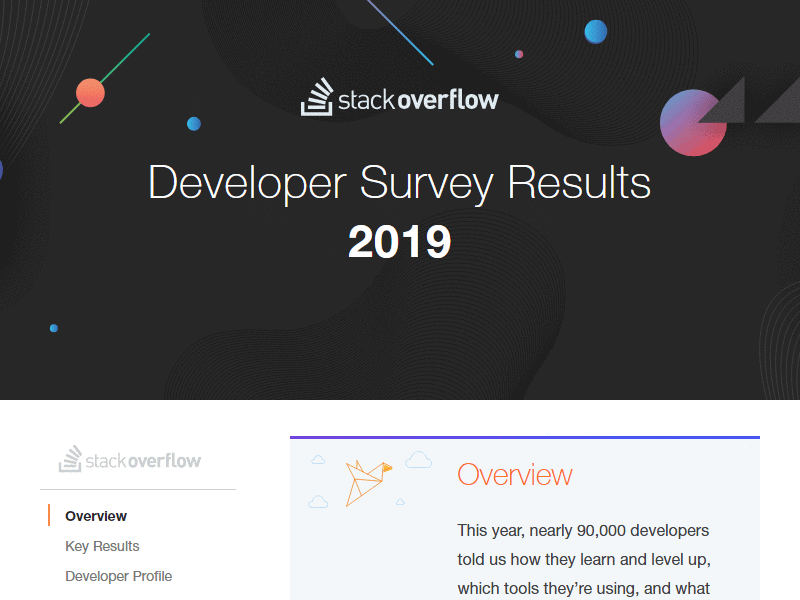 stackoverflow
Developer Survey Results
2019
stackoverflow
Overview
Key Results
Developer Profile
Overview
This year, nearly 90,000 developers
told us how they learn and level up,
which tools they’re using, and what